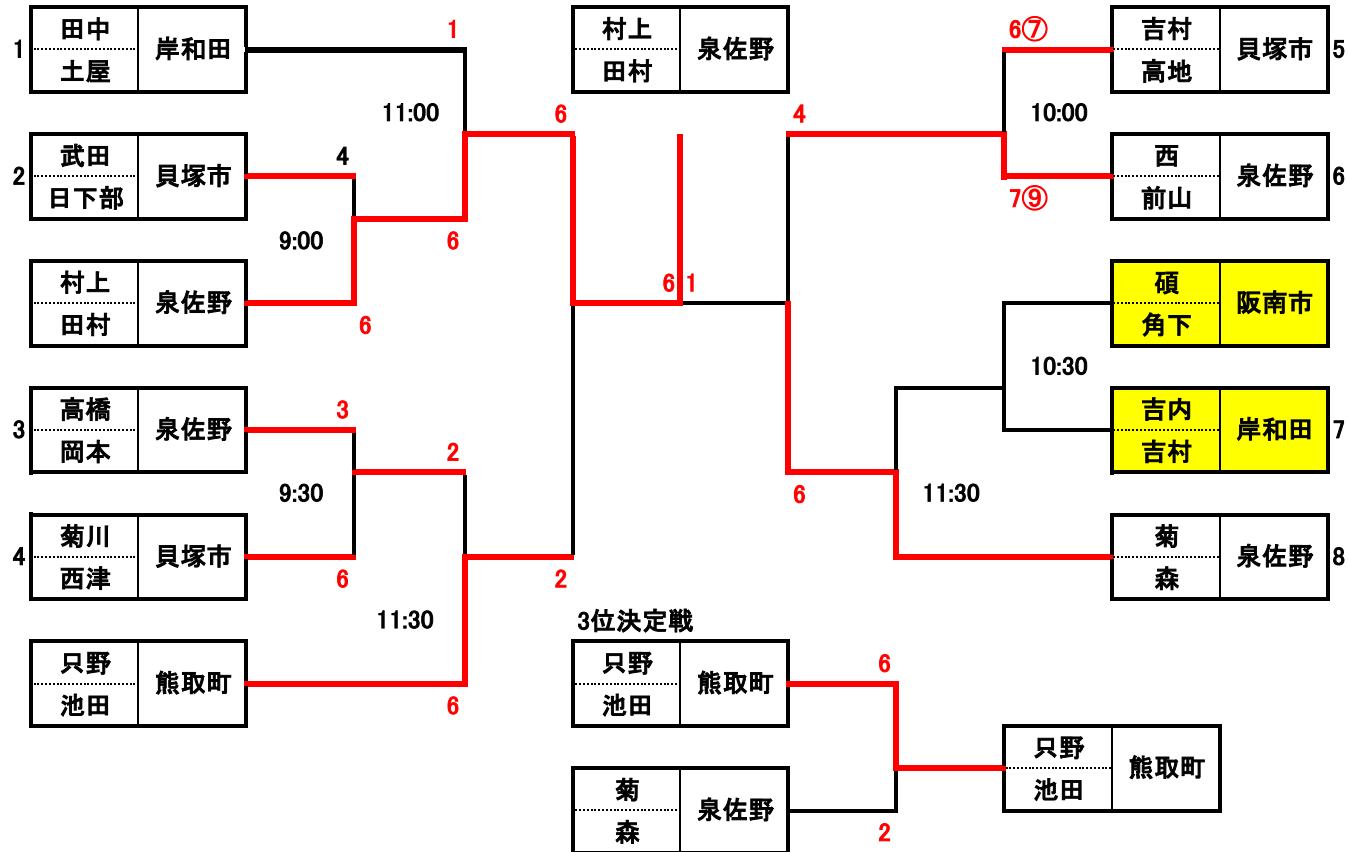 1
田中
土屋
岸和田
2
武田
日下部
貝塚市
村上
田村
泉佐野
3
高橋
岡本
泉佐野
4
菊川
西津
貝塚市
只野
池田
熊取町
1
11:00
4
9:00
6
6
3
9:30
6
2
11:30
6
6
2
村上
田村
泉佐野
6
1
4
6
6⑦
10:00
7⑨
10:30
11:30
吉村
高地
貝塚市
5
西
前山
泉佐野
6
碩
角下
阪南市
吉内
吉村
岸和田
7
菊
森
泉佐野
8
3位決定戦
只野
池田
熊取町
菊
森
泉佐野
6
2
只野
池田
熊取町